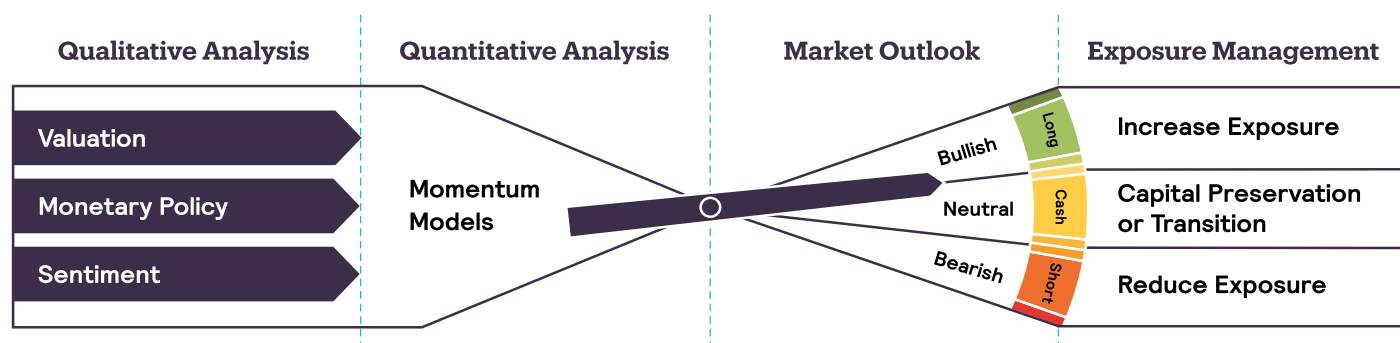 Qualitative Analysis
Quantitative Analysis
Market Outlook
Exposure Management
Valuation
Monetary Policy
Sentiment
Momentum
Models
Bullish
Neutral
Bearish
Long
Cash
Short
Increase Exposure
Capital Preservation
or Transition
Reduce Exposure